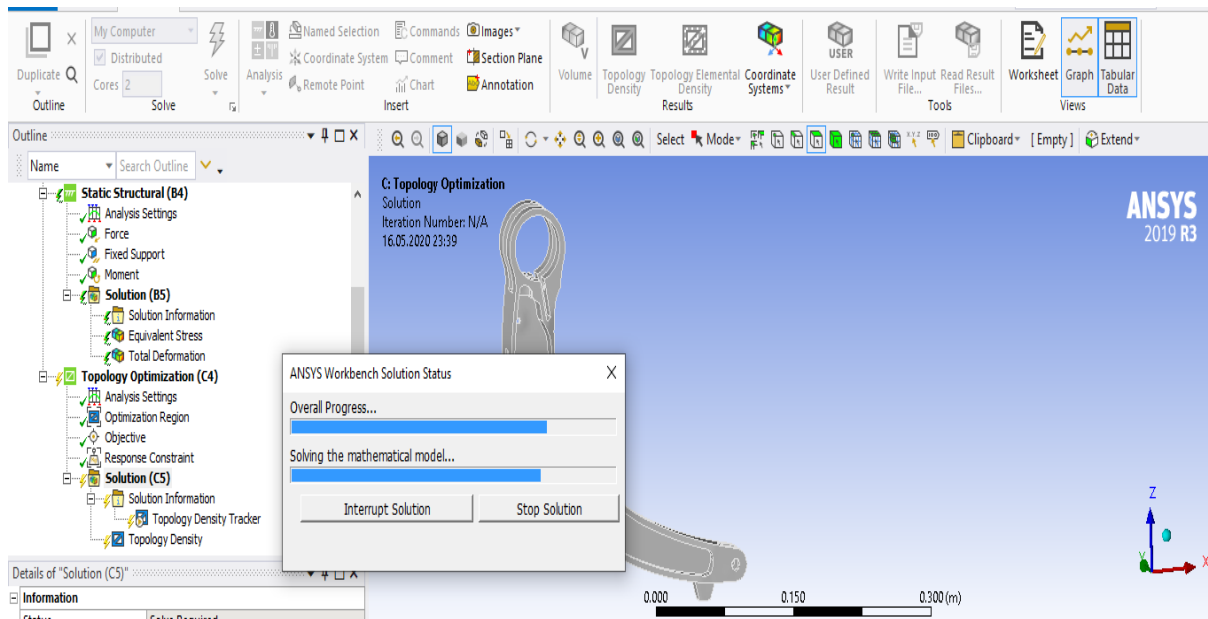 My Computer
Distributed
Cores 2
Duplicate
Outline
Solve
Solve
Analysis
Named Selection
Coordinate System
Remote Point
Commands
Comment
Chart
Images
Section Plane
Annotation
Insert
Volume
Topology Density
Topology Elemental Density
Coordinate Systems
Results
USER
User Defined Result
Write Input File...
Read Result Files...
Tools
Worksheet
Graph
Tabular Data
Views
Outline
Name
Search Outline
Select
Mode
Clipboard
[ Empty ]
Extend
Static Structural (B4)
Analysis Settings
Force
Fixed Support
Moment
Solution (B5)
Solution Information
Equivalent Stress
Total Deformation
Topology Optimization (C4)
Analysis Settings
Optimization Region
Objective
Response Constraint
Solution (C5)
Solution Information
Topology Density Tracker
Topology Density
Details of "Solution (C5)"
Information
C: Topology Optimization
Solution
Iteration Number: N/A
16.05.2020 23:39
ANSYS
2019 R3
ANSYS Workbench Solution Status
X
Overall Progress...
Solving the mathematical model...
Interrupt Solution
Stop Solution
Z
Y
X
0.000
0.150
0.300 (m)